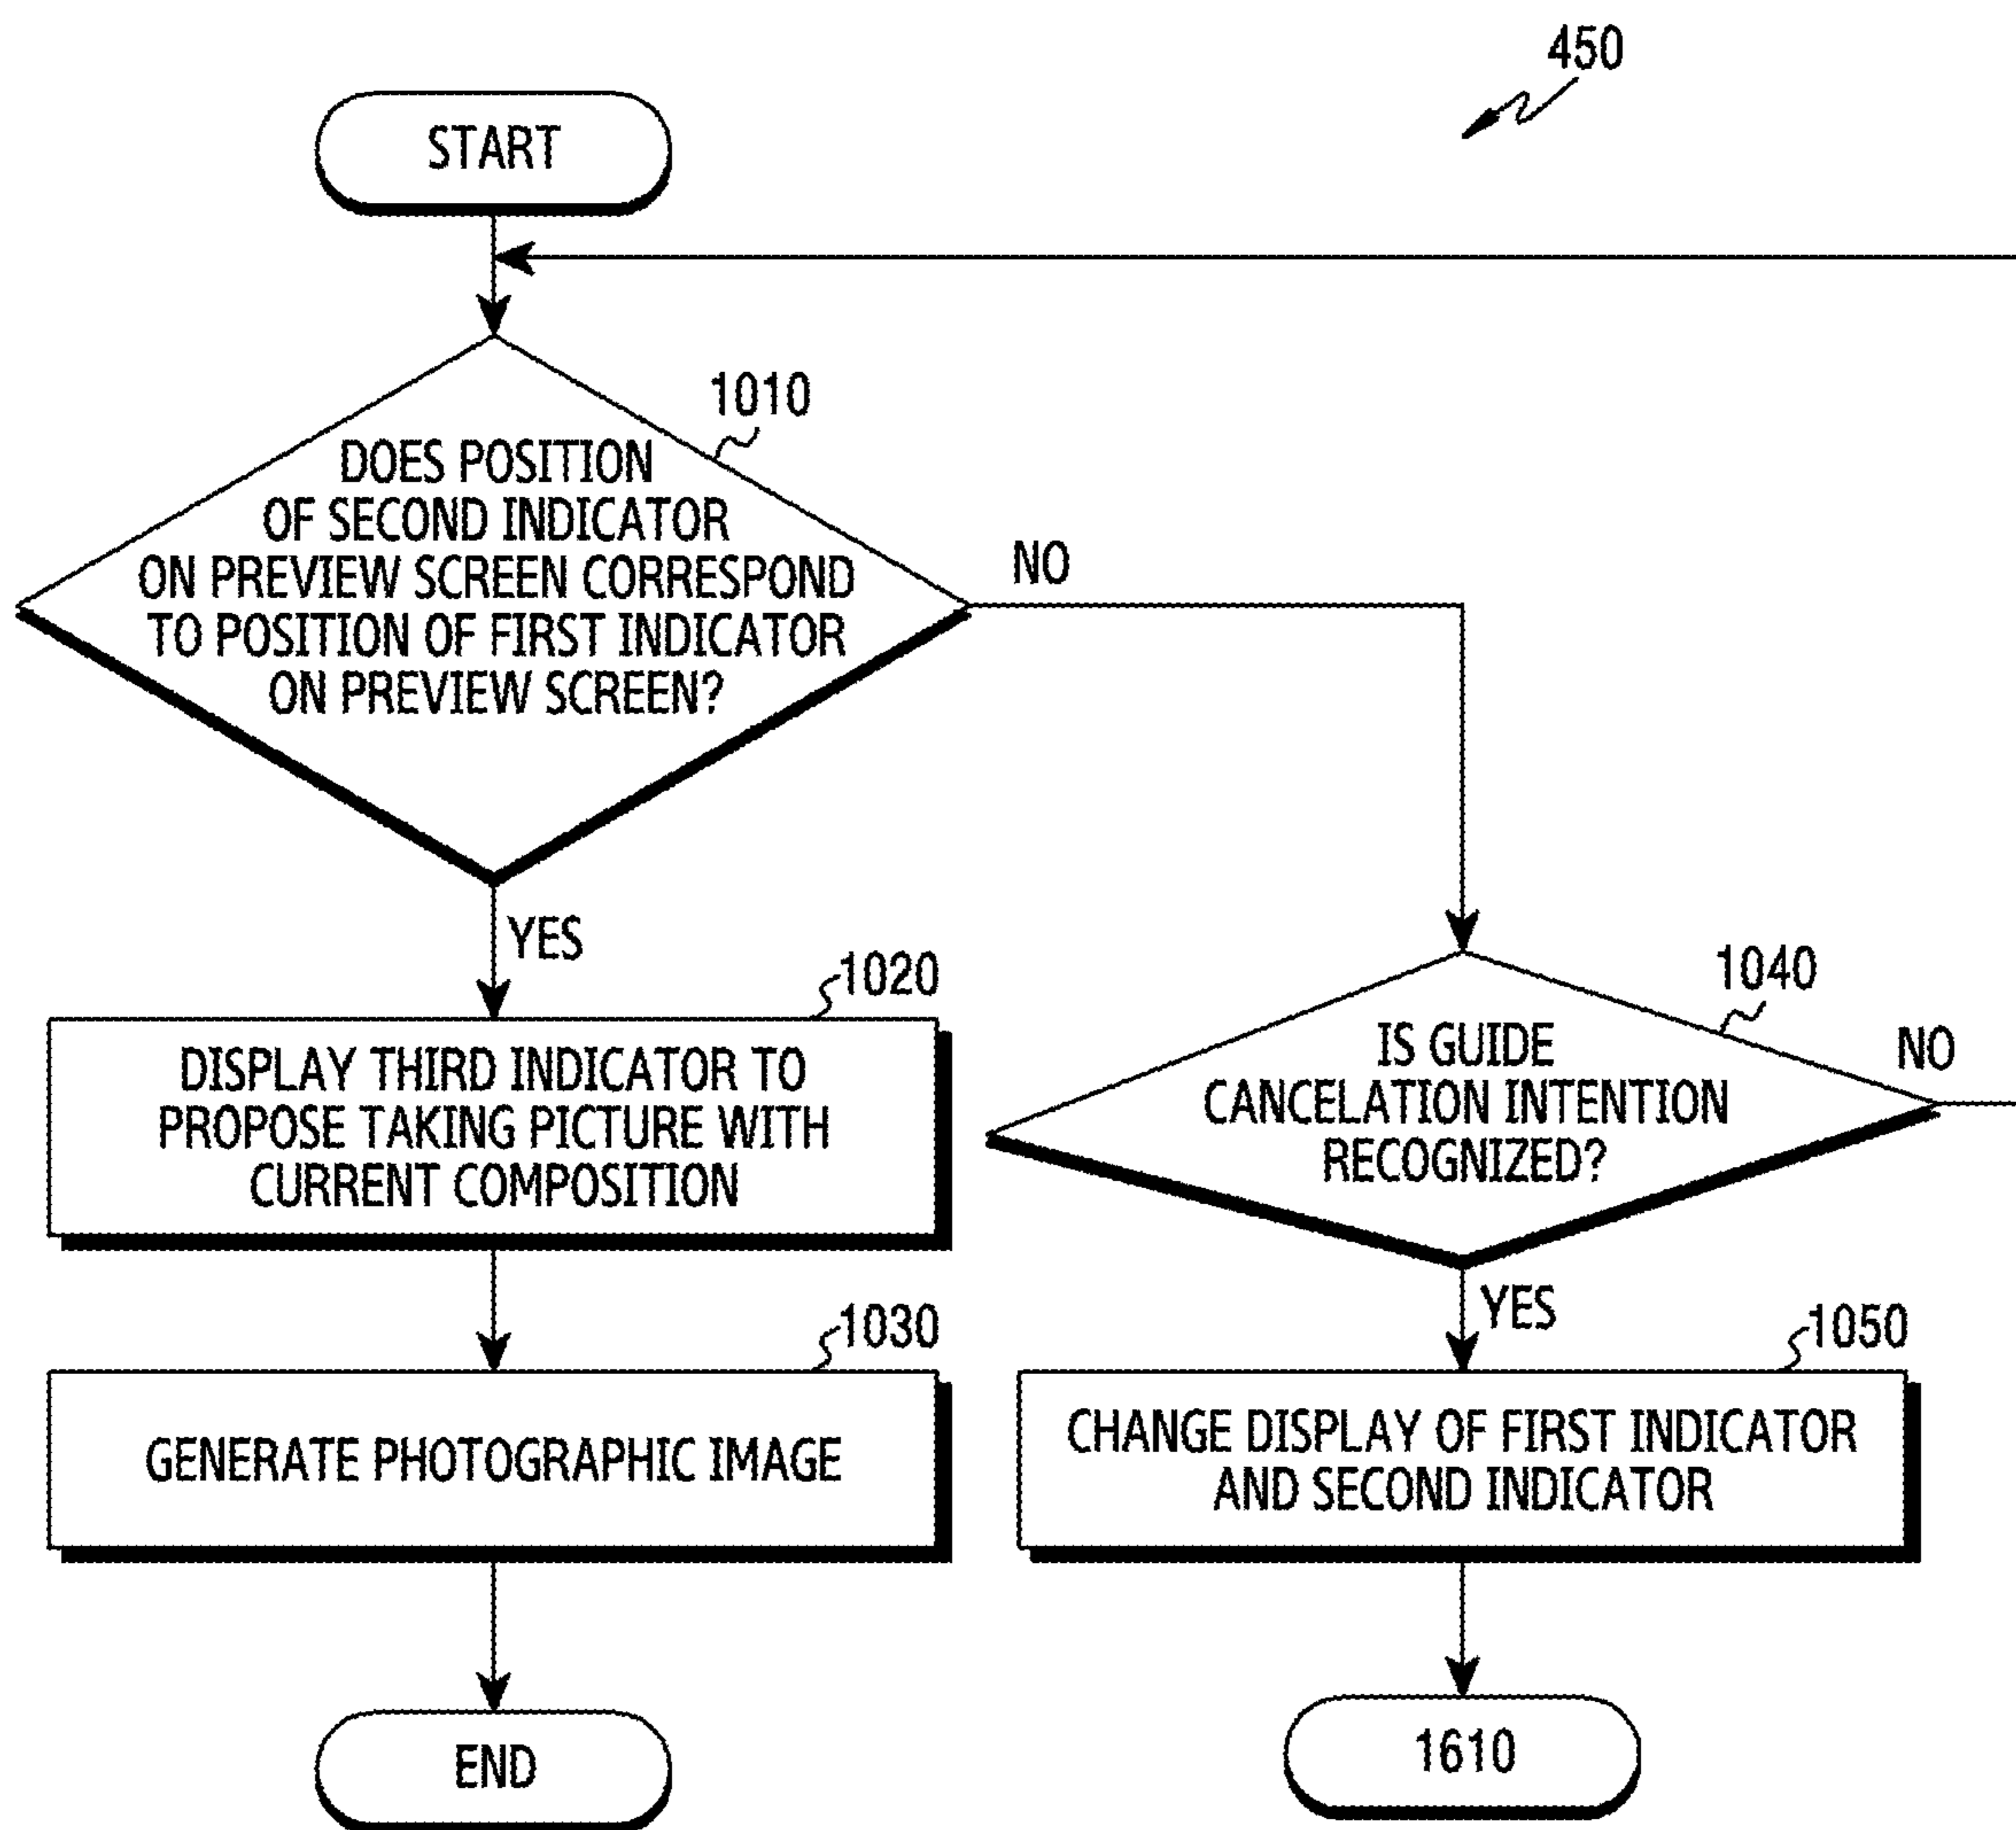 450
START
1010
DOES POSITION
OF SECOND INDICATOR
ON PREVIEW SCREEN CORRESPOND
TO POSITION OF FIRST INDICATOR
ON PREVIEW SCREEN?
NO
YES
1020
DISPLAY THIRD INDICATOR TO
PROPOSE TAKING PICTURE WITH
CURRENT COMPOSITION
1030
GENERATE PHOTOGRAPHIC IMAGE
END
1040
IS GUIDE
CANCELATION INTENTION
RECOGNIZED?
NO
YES
1050
CHANGE DISPLAY OF FIRST INDICATOR
AND SECOND INDICATOR
1610